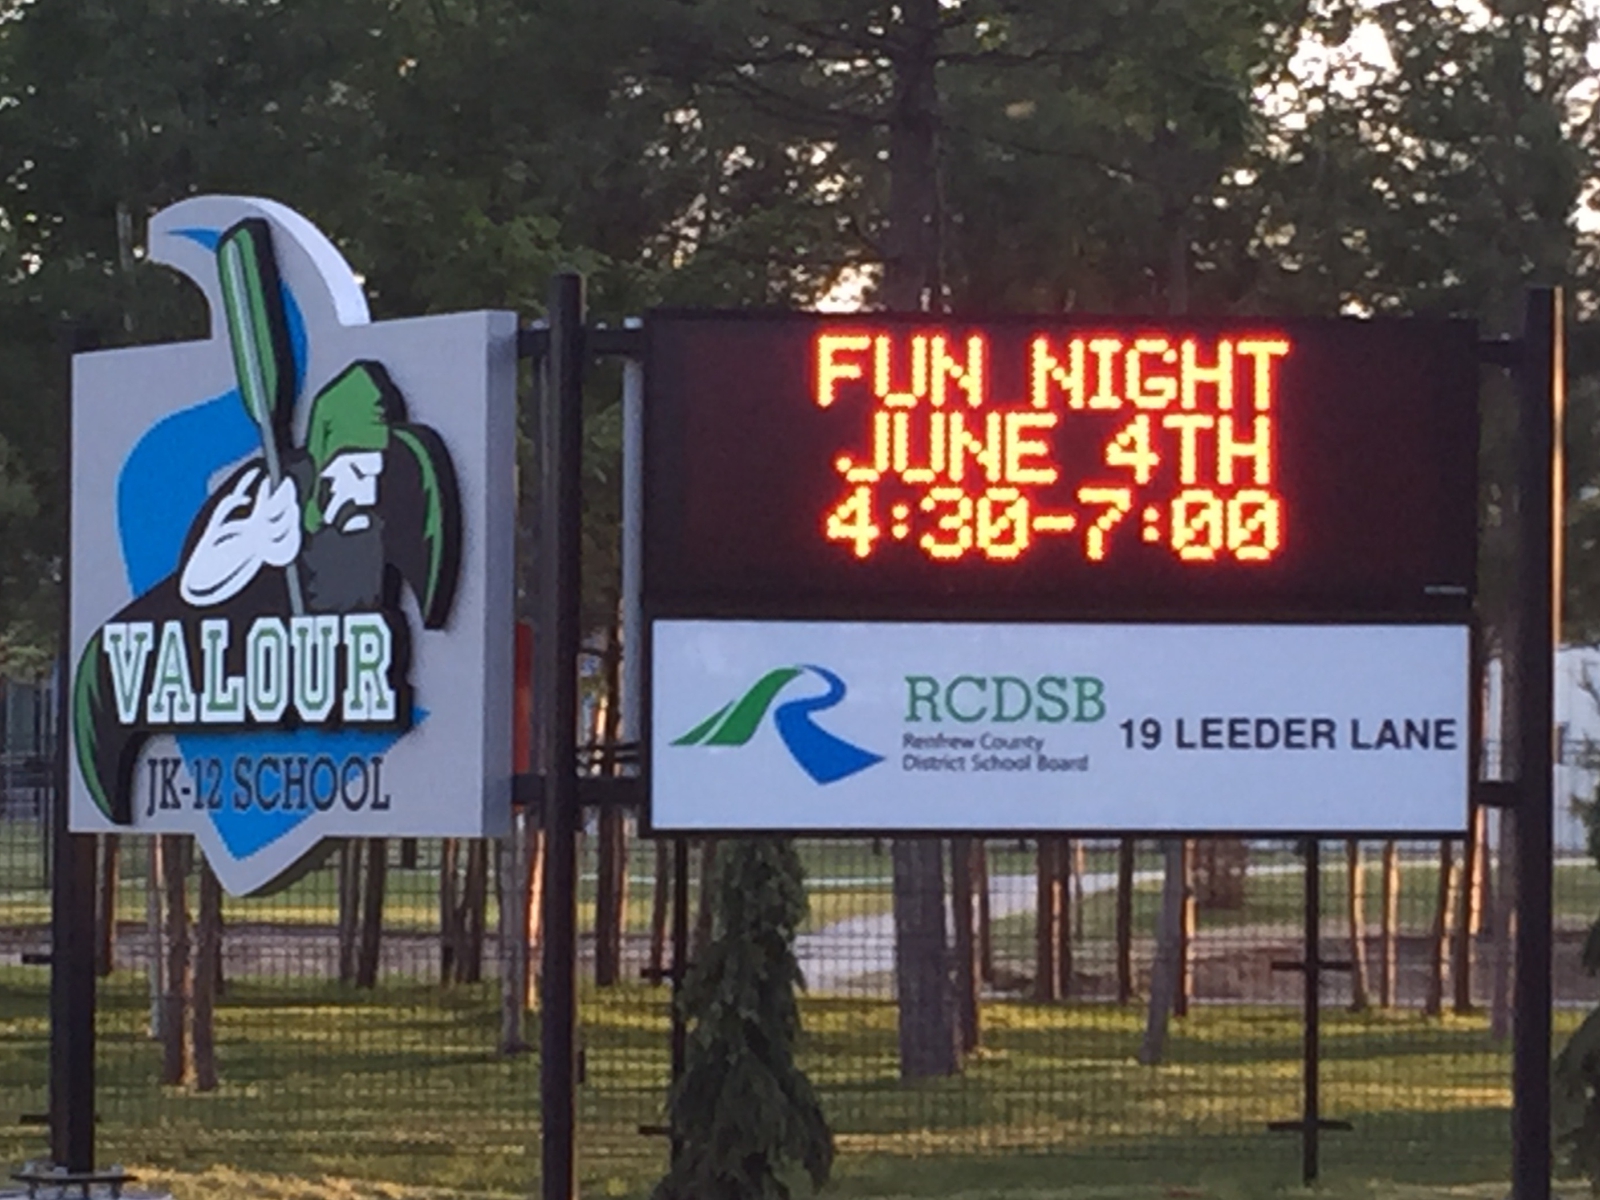 VALOUR
JK-12 SCHOOL
FUN NIGHT
JUNE 4TH
4:30-7:00
RCDSB
Renfrew County
District School Board
19 LEEDER LANE